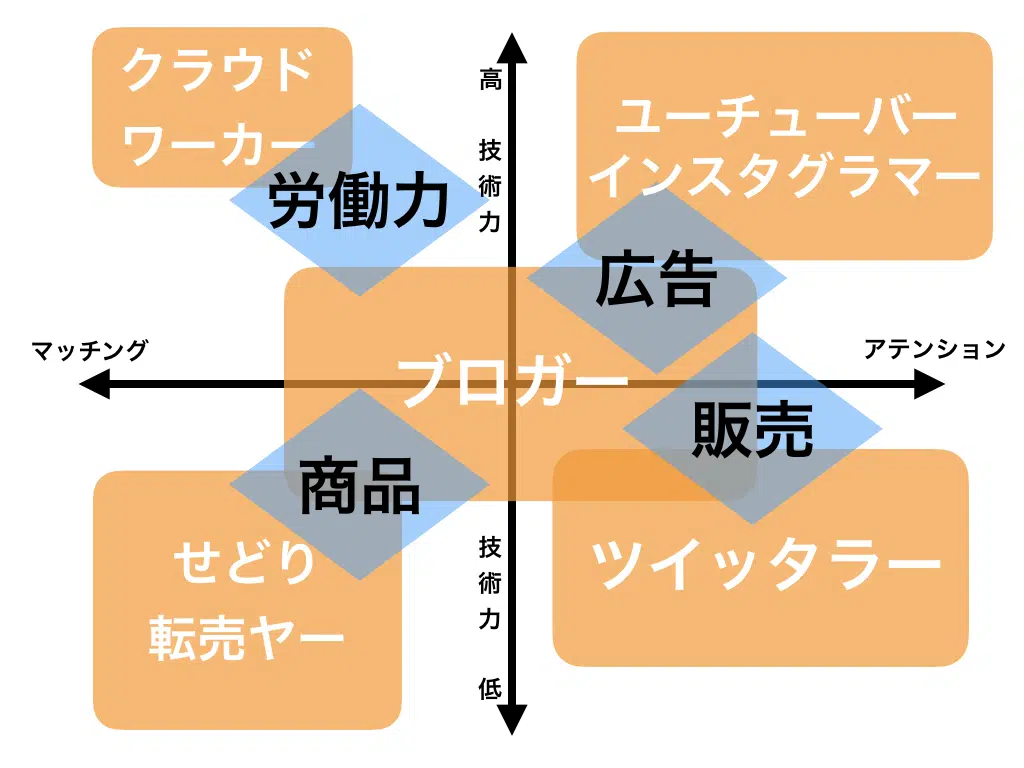 クラウド
ワーカー
労働力
高 技術力
ユーチューバー
インスタグラマー
広告
マッチング
アテンション
ブロガー
販売
商品
せどり
転売ヤー
技術力 低
ツイッタラー